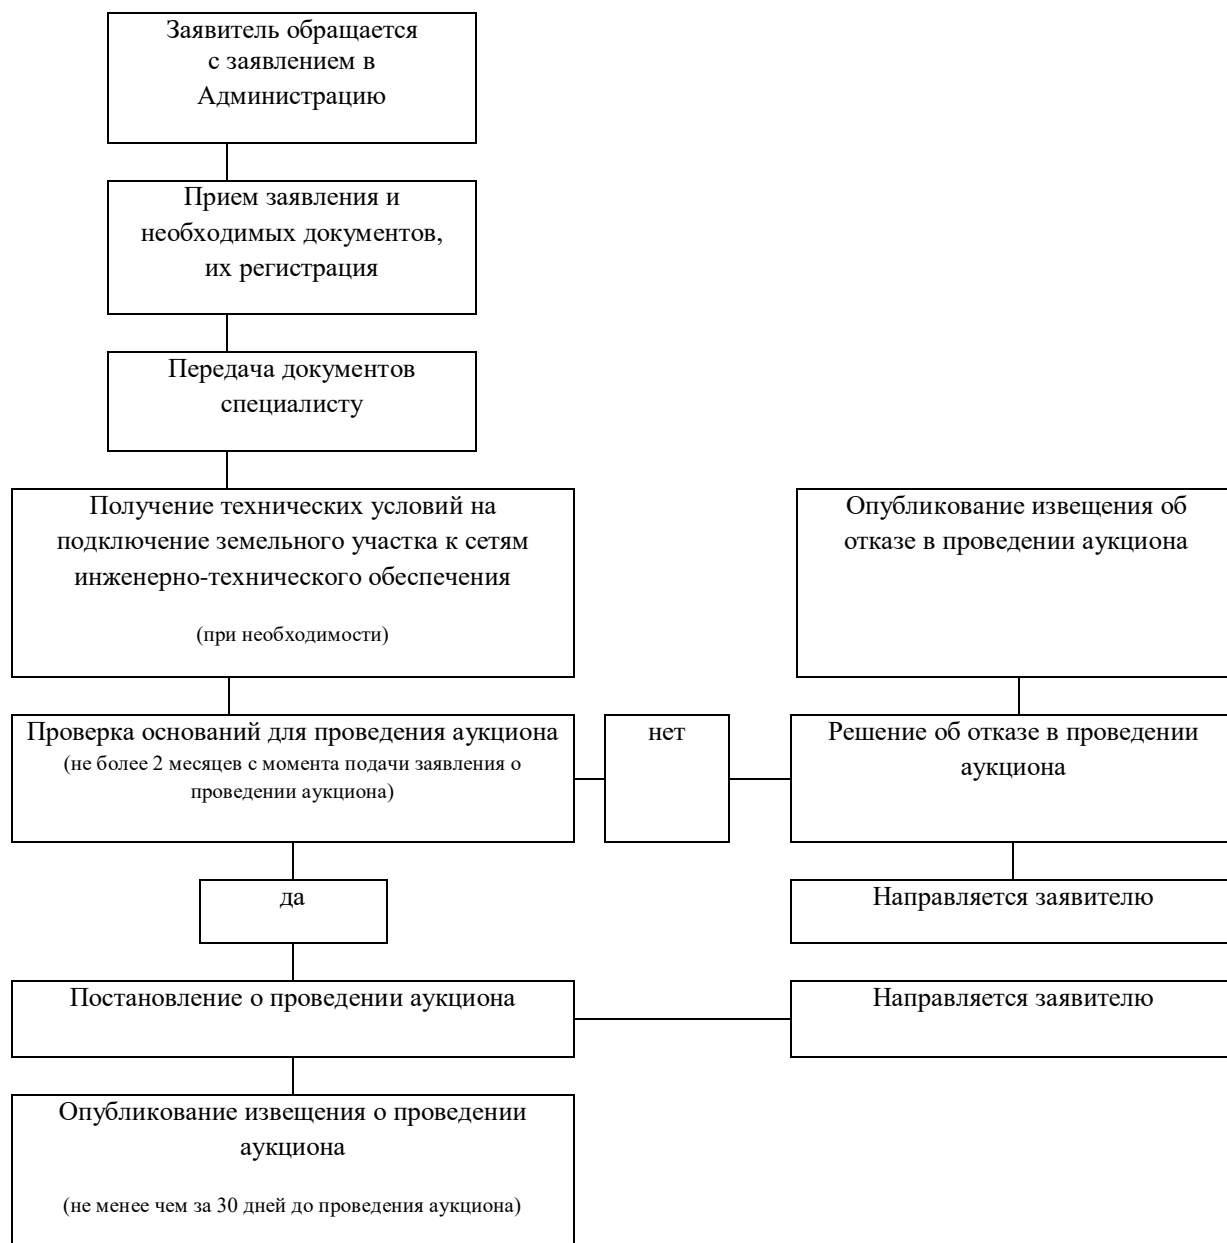 Заявитель обращается
с заявлением в
Администрацию
Прием заявления и
необходимых документов,
их регистрация
Передача документов
специалисту
Получение технических условий на
подключение земельного участка к сетям
инженерно-технического обеспечения
(при необходимости)
Опубликование извещения об
отказе в проведении аукциона
Проверка оснований для проведения аукциона
(не более 2 месяцев с момента подачи заявления о
проведении аукциона)
нет
Решение об отказе в проведении
аукциона
да
Направляется заявителю
Постановление о проведении аукциона
Направляется заявителю
Опубликование извещения о проведении
аукциона
(не менее чем за 30 дней до проведения аукциона)